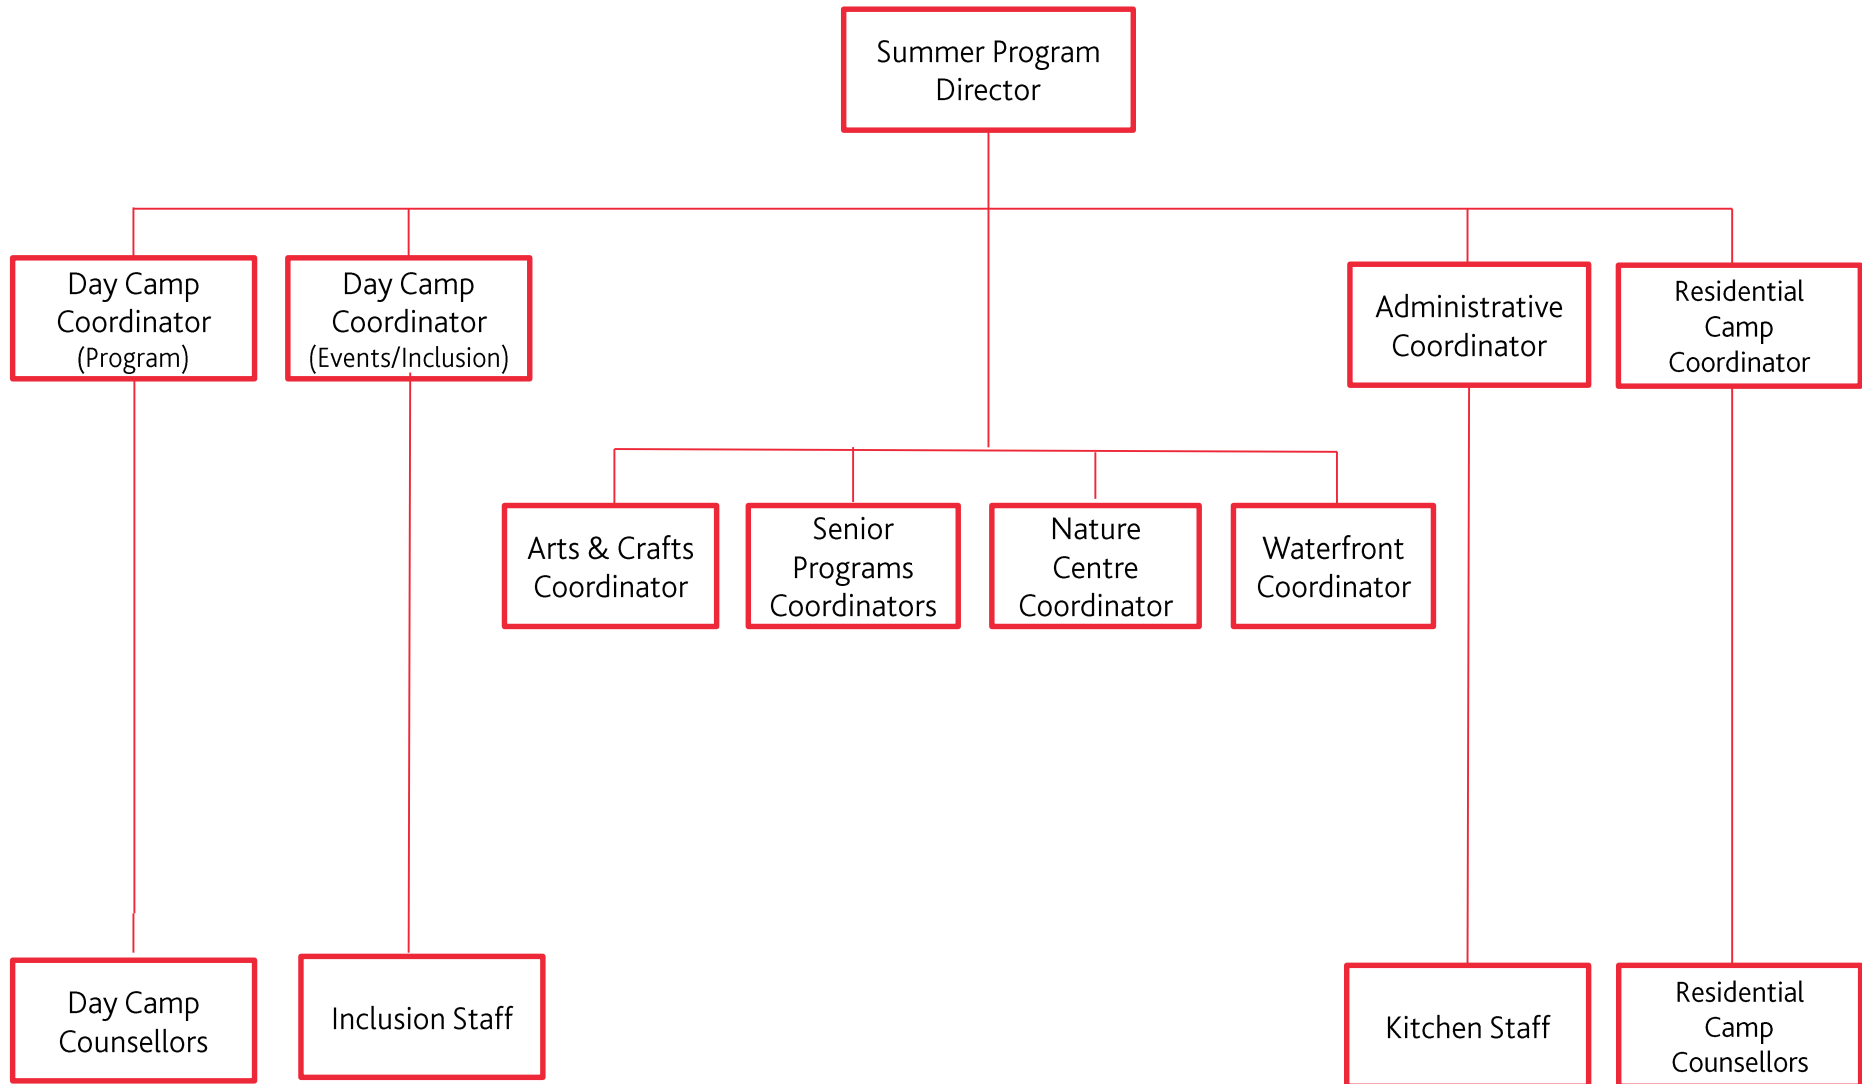 Summer Program
Director
Day Camp
Coordinator
(Program)
Day Camp
Coordinator
(Events/Inclusion)
Administrative
Coordinator
Residential
Camp
Coordinator
Arts & Crafts
Coordinator
Senior
Programs
Coordinators
Nature
Centre
Coordinator
Waterfront
Coordinator
Day Camp
Counsellors
Inclusion Staff
Kitchen Staff
Residential
Camp
Counsellors